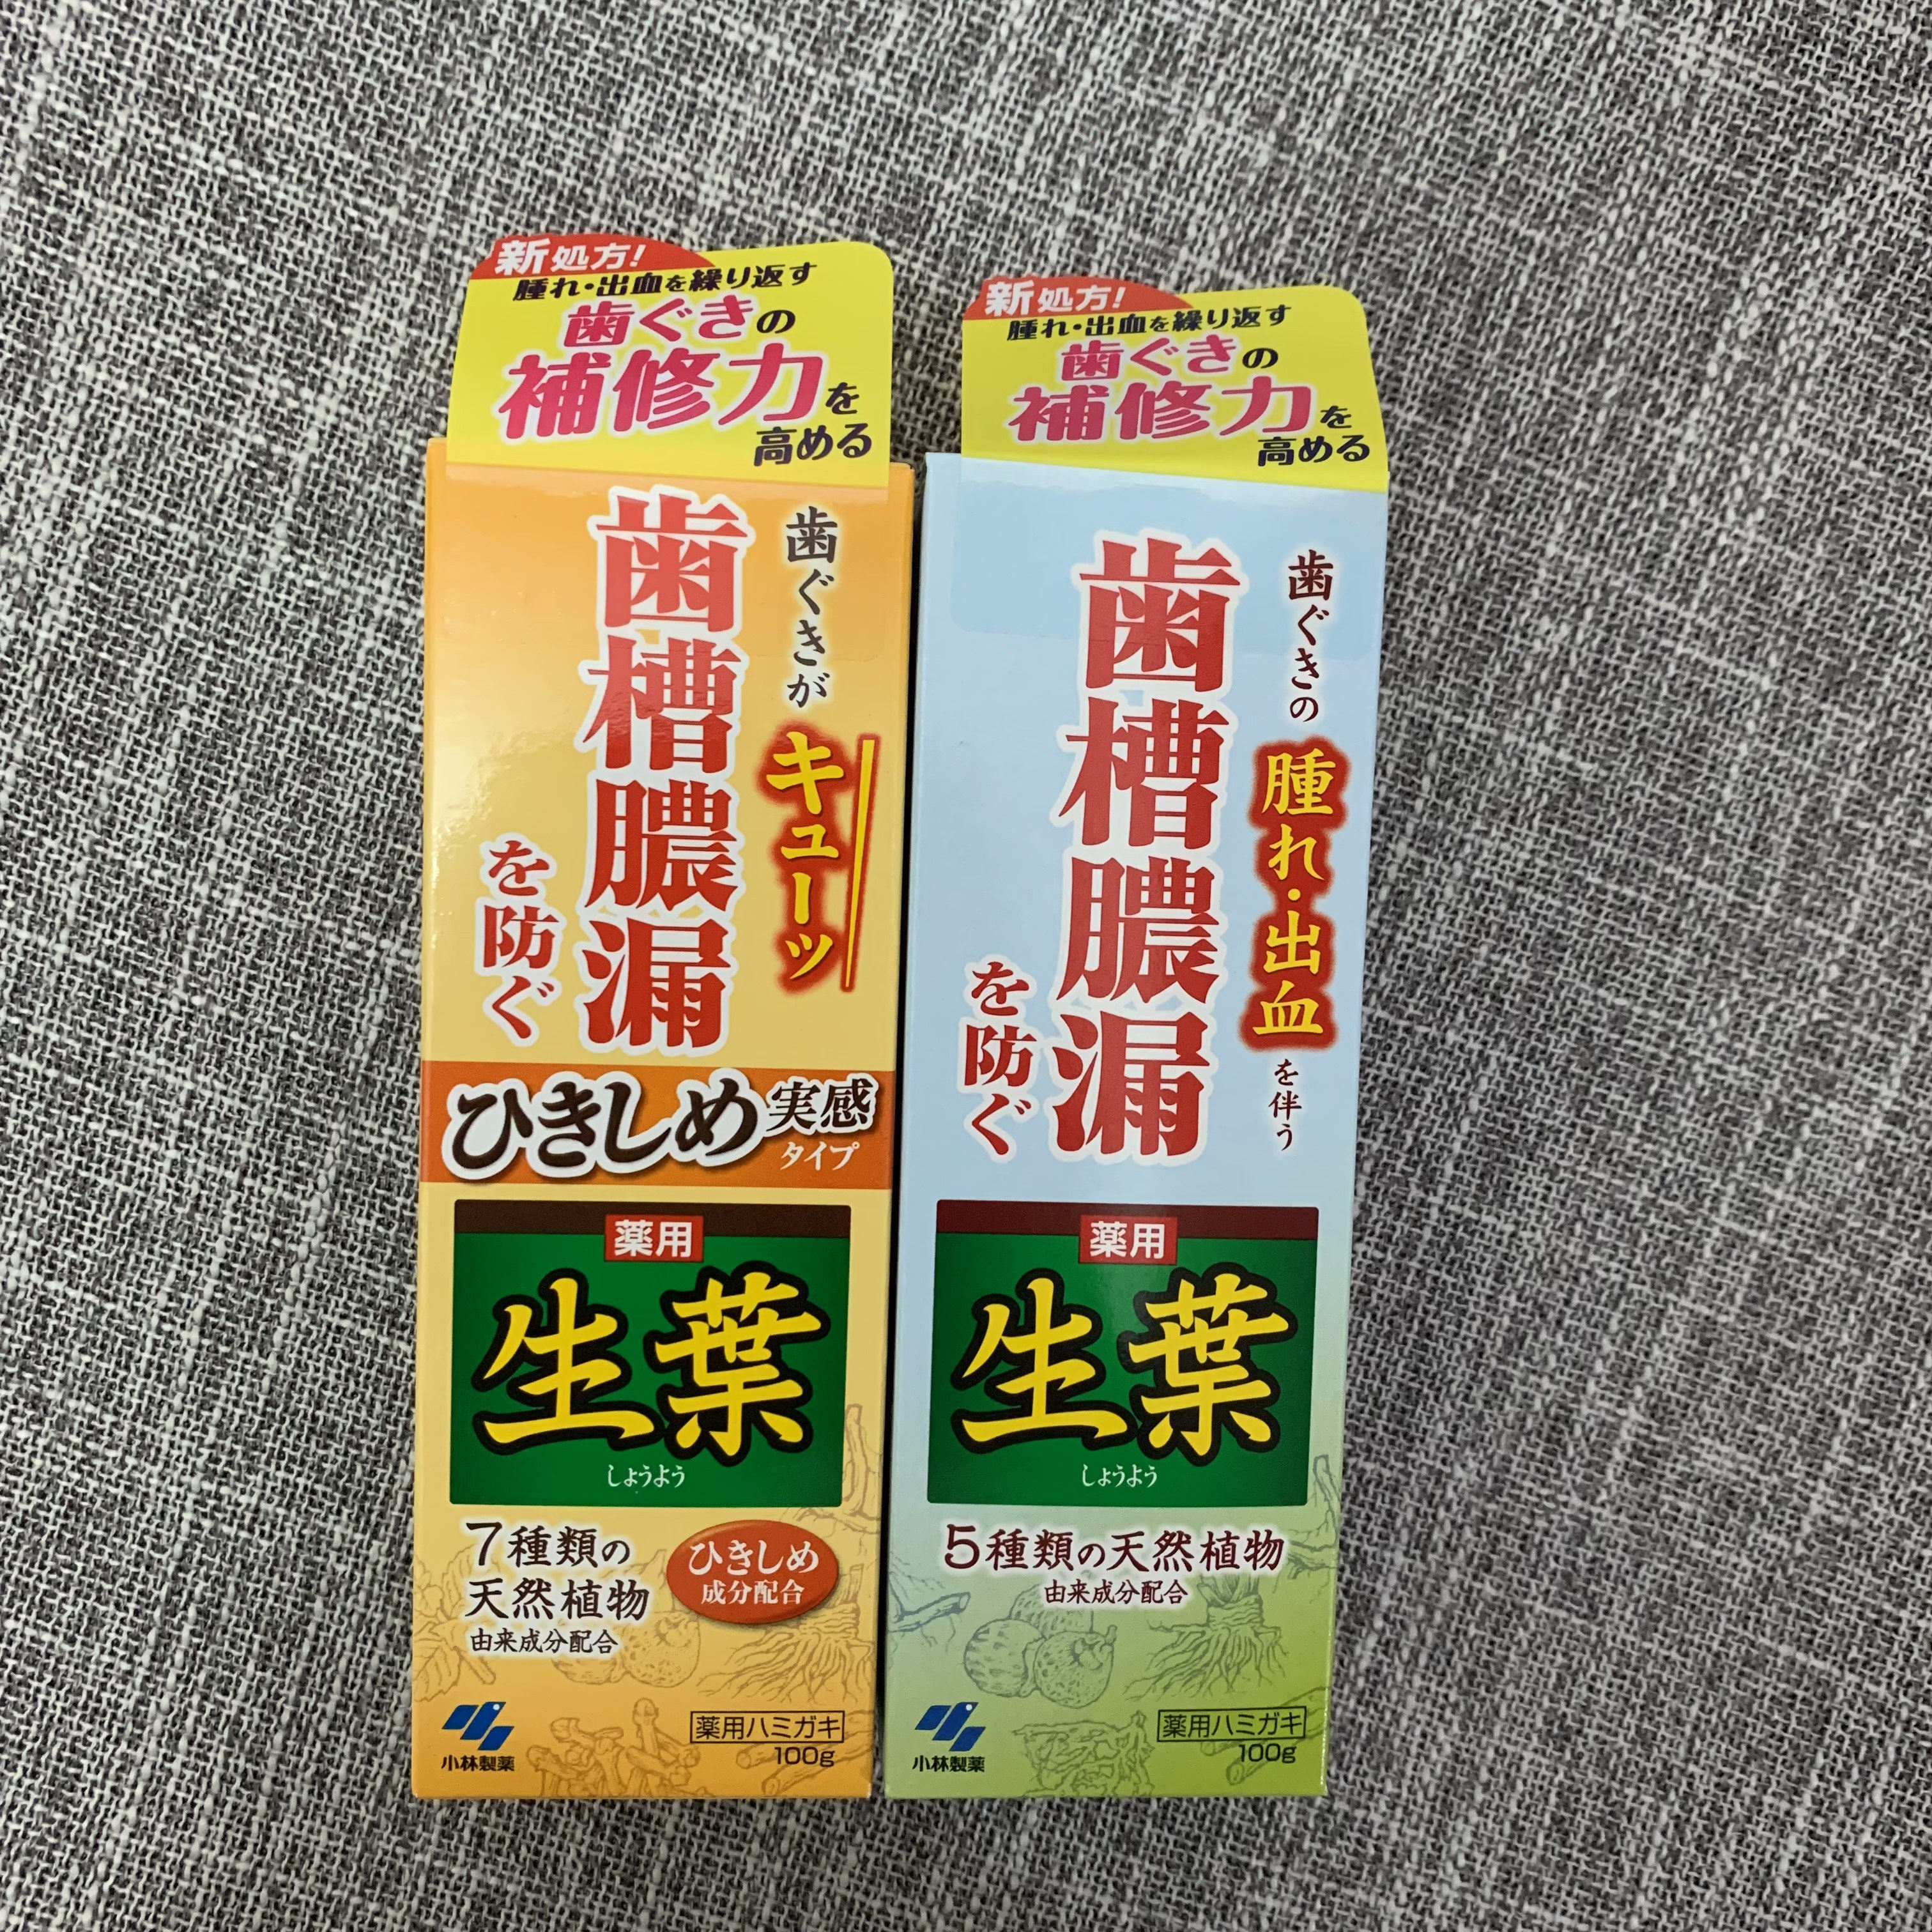 新処方!
腫れ・出血を繰り返す
歯ぐきの
補修力を
高める
歯ぐきが
キューッ
歯槽膿漏
を防ぐ
ひきしめ実感
タイプ
薬用
生葉
しょうよう
7種類の
天然植物
由来成分配合
ひきしめ
成分配合
小林製薬
薬用ハミガキ
100g
新処方!
腫れ・出血を繰り返す
歯ぐきの
補修力を
高める
歯ぐきの
腫れ・出血
を伴う
歯槽膿漏
を防ぐ
薬用
生葉
しょうよう
5種類の天然植物
由来成分配合
小林製薬
薬用ハミガキ
100g